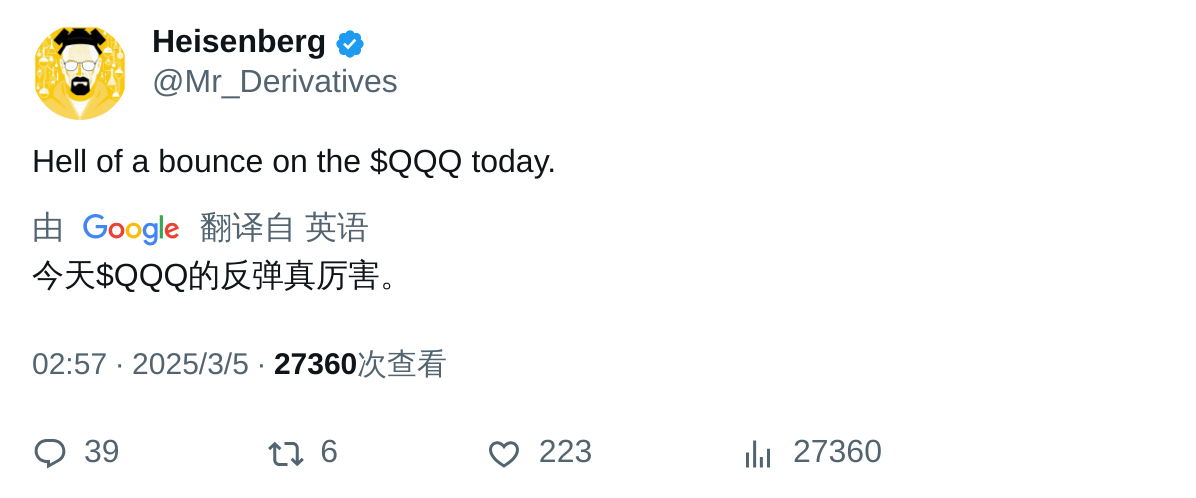 Heisenberg
@Mr_Derivatives
Hell of a bounce on the $QQQ today.
由 Google 翻译自 英语
今天$QQQ的反弹真厉害。
02:57 · 2025/3/5 · 27360次查看
39 6 223 27360